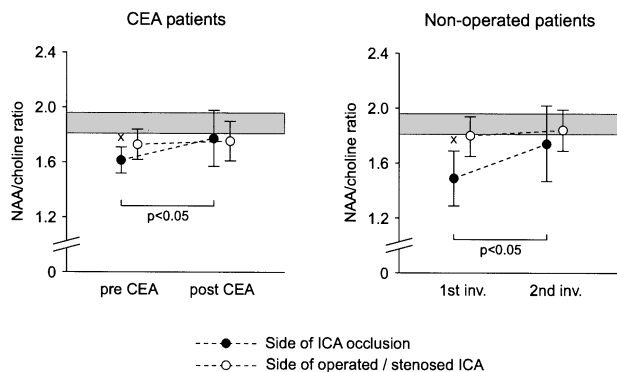 CEA patients
NAA/choline ratio
2.4
2.0
1.6
1.2
0
x
p<0.05
pre CEA
post CEA
Non-operated patients
NAA/choline ratio
2.4
2.0
1.6
1.2
0
x
p<0.05
1st inv.
2nd inv.
Side of ICA occlusion
Side of operated / stenosed ICA